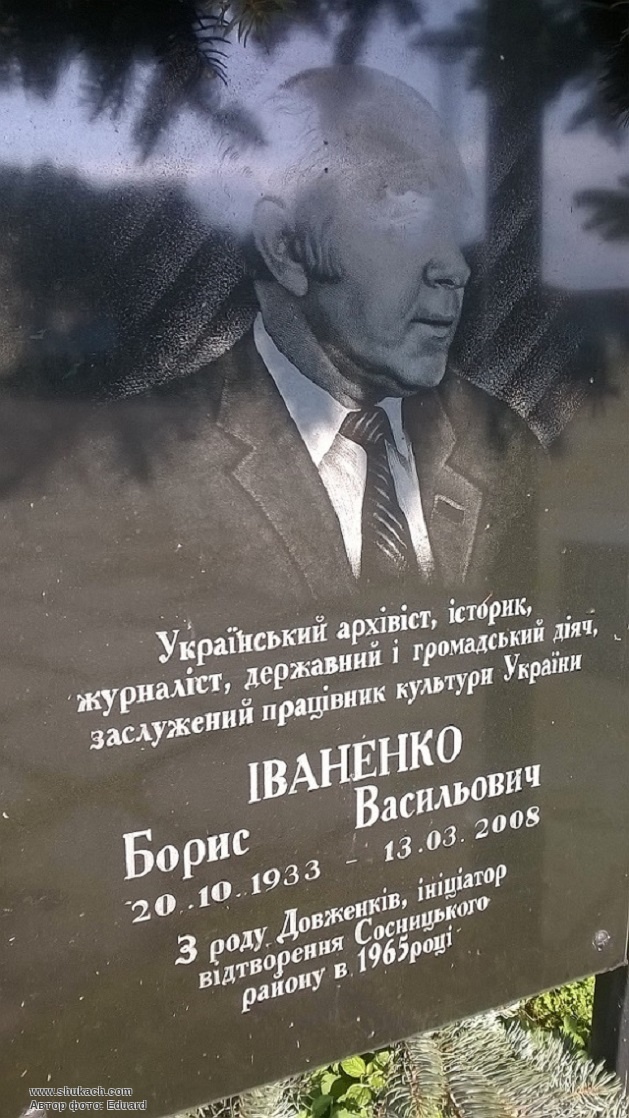 Український архівіст, історик,
журналіст, державний і громадський діяч,
заслужений працівник культури України
ІВАНЕНКО
Борис Васильович
20.10.1933 - 13.03.2008
З роду Довженків, ініціатор
відтворення Сосницького
району в 1965році
www.shukach.com
Автор фото: Eduard